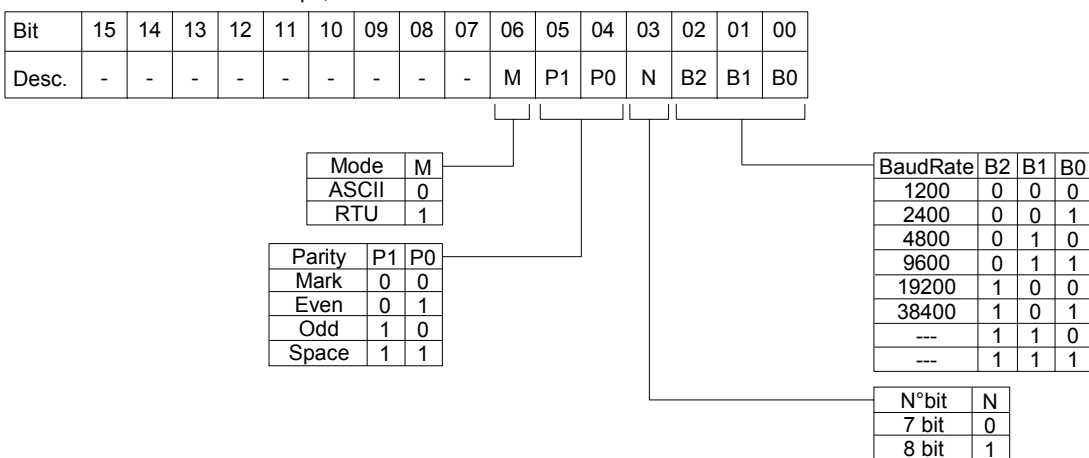 Bit 15 14 13 12 11 10 09 08 07 06 05 04 03 02 01 00
Desc. - - - - - - - - - M P1 P0 N B2 B1 B0
Mode M
ASCII 0
RTU 1
Parity P1 P0
Mark 0 0
Even 0 1
Odd 1 0
Space 1 1
BaudRate B2 B1 B0
1200 0 0 0
2400 0 0 1
4800 0 1 0
9600 0 1 1
19200 1 0 0
38400 1 0 1
--- 1 1 0
--- 1 1 1
N°bit N
7 bit 0
8 bit 1